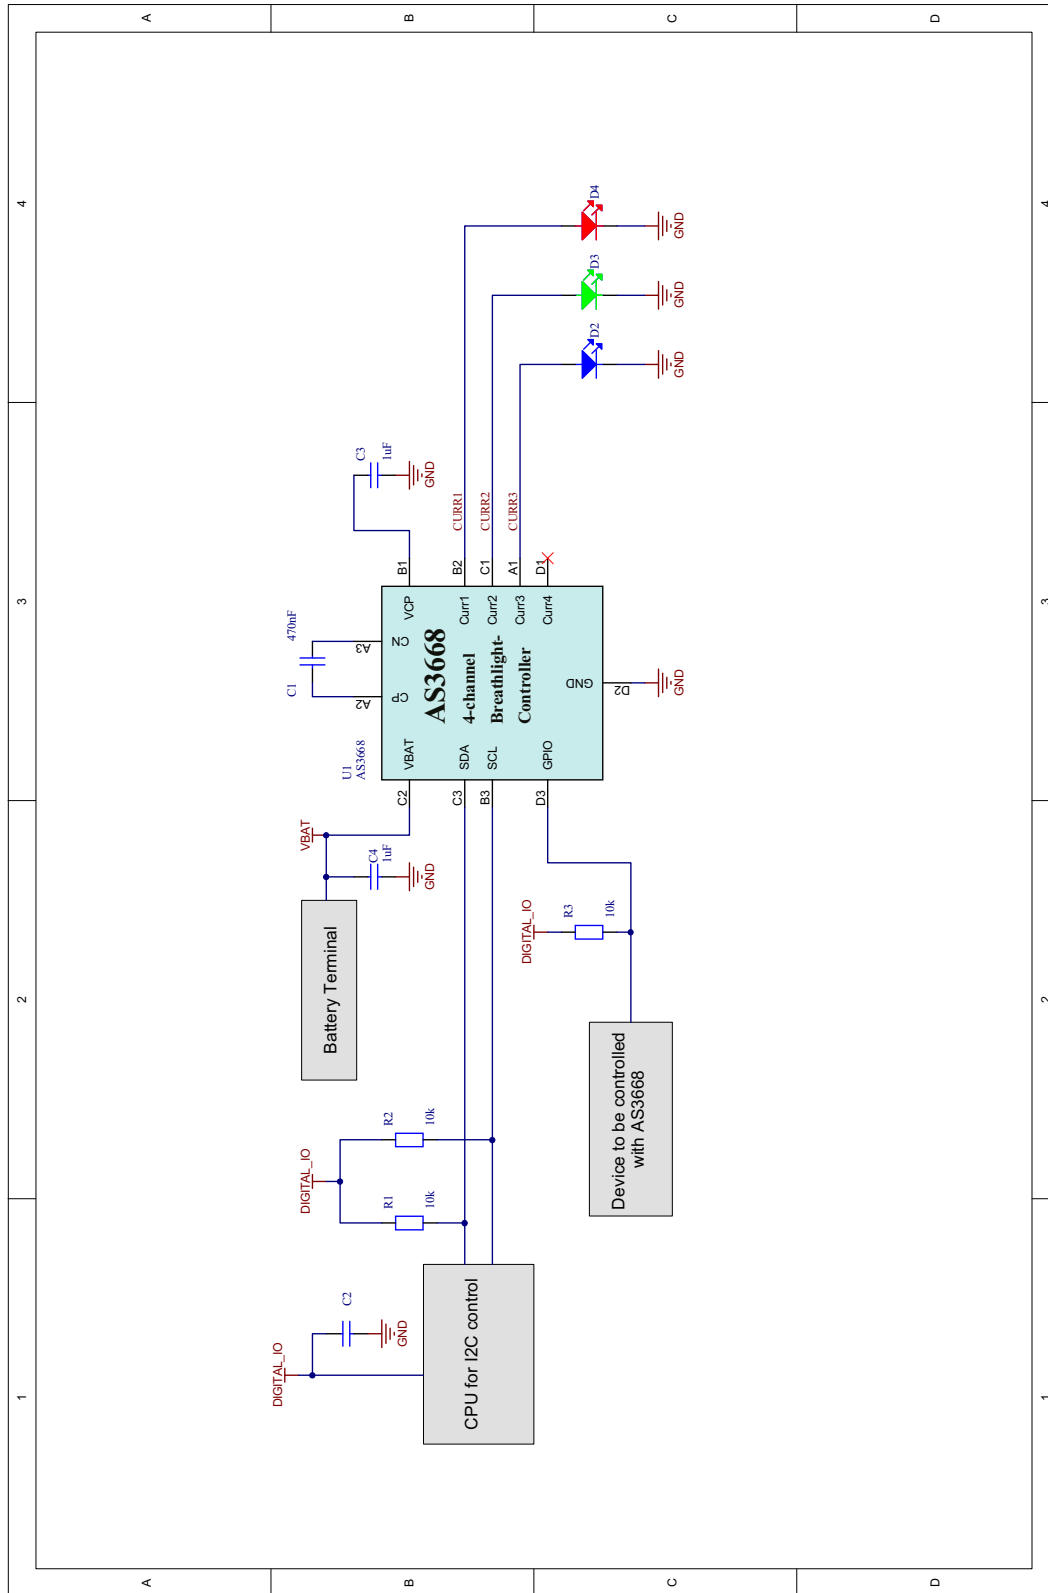 1
2
3
4
A
A
DIGITAL_IO
C2
GND
CPU for I2C control
DIGITAL_IO
R1
10k
R2
10k
Battery Terminal
VBAT
C4
1uF
GND
U1
AS3668
C1
470nF
A2
A3
CP
CN
C2
VBAT
VCP
B1
C3
1uF
GND
AS3668
4-channel
Breathlight-
Controller
C3
SDA
B3
SCL
D3
GPIO
Curr1
B2
CURR1
Curr2
C1
CURR2
Curr3
A1
CURR3
Curr4
D1
GND
D2
GND
DIGITAL_IO
R3
10k
Device to be controlled
with AS3668
D2
GND
D3
GND
D4
GND
B
B
C
C
D
D
1
2
3
4